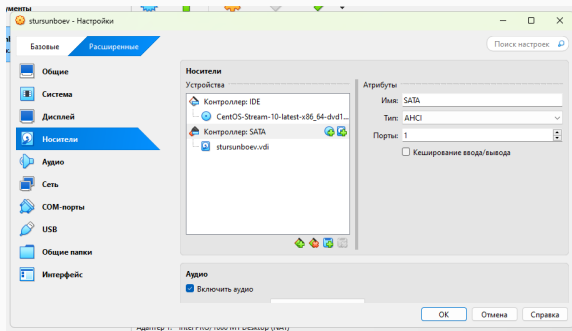 stursunboev - Настройки
Базовые Расширенные Поиск настроек
Общие
Система
Дисплей
Носители
Аудио
Сеть
COM-порты
USB
Общие папки
Интерфейс
Носители
Устройства
Контроллер: IDE
CentOS-Stream-10-latest-x86_64-dvd1...
Контроллер: SATA
stursunboev.vdi
Атрибуты
Имя: SATA
Тип: AHCI
Порты: 1
Кеширование ввода/вывода
Аудио
Включить аудио
OK Отмена Справка